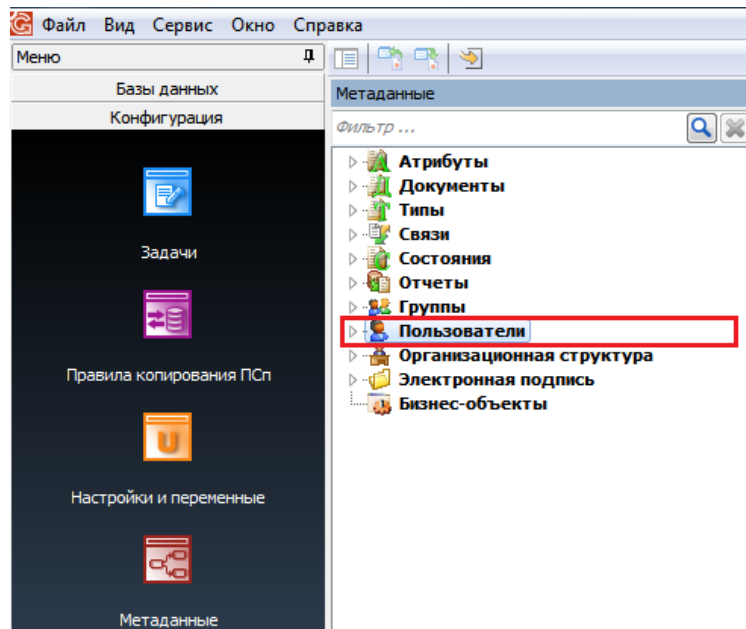 Файл Вид Сервис Окно Справка
Меню
Базы данных
Конфигурация
Задачи
Правила копирования ПСп
Настройки и переменные
Метаданные
Метаданные
Фильтр ...
Атрибуты
Документы
Типы
Связи
Состояния
Отчеты
Группы
Пользователи
Организационная структура
Электронная подпись
Бизнес-объекты